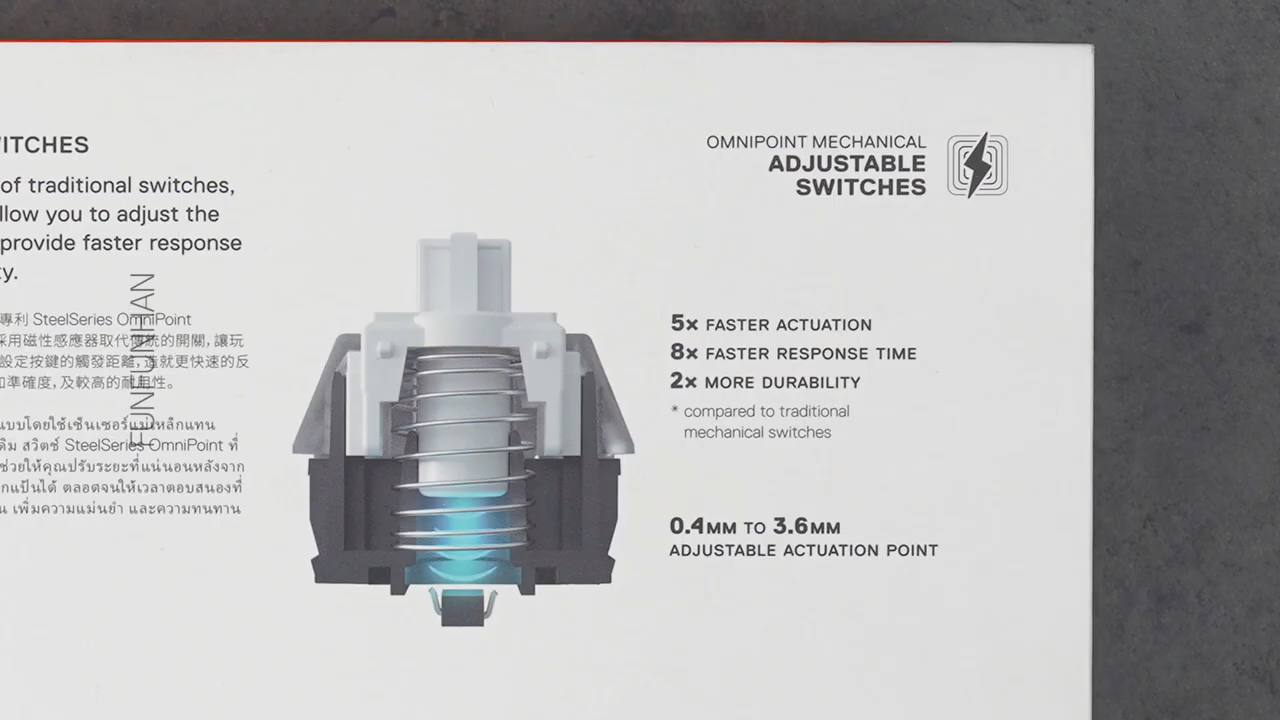 ITCHES
of traditional switches,
llow you to adjust the
provide faster response
ty.
專利 SteelSeries OmniPoint
採用磁性感應器取代傳統的開關，讓玩
設定按鍵的觸發距離，造就更快速的反
和準確度，及較高的耐用性。
แบบโดยใช้เซ็นเซอร์แม่เหล็กแทน
ดิม สวิตช์ SteelSeries OmniPoint ที่
ช่วยให้คุณปรับระยะที่แน่นอนหลังจาก
กแป้นได้ ตลอดจนให้เวลาตอบสนองที่
น เพิ่มความแม่นยำ และความทนทาน
FUNFUNHAN
OMNIPOINT MECHANICAL
ADJUSTABLE
SWITCHES
5x FASTER ACTUATION
8x FASTER RESPONSE TIME
2x MORE DURABILITY
* compared to traditional
mechanical switches
0.4MM TO 3.6MM
ADJUSTABLE ACTUATION POINT